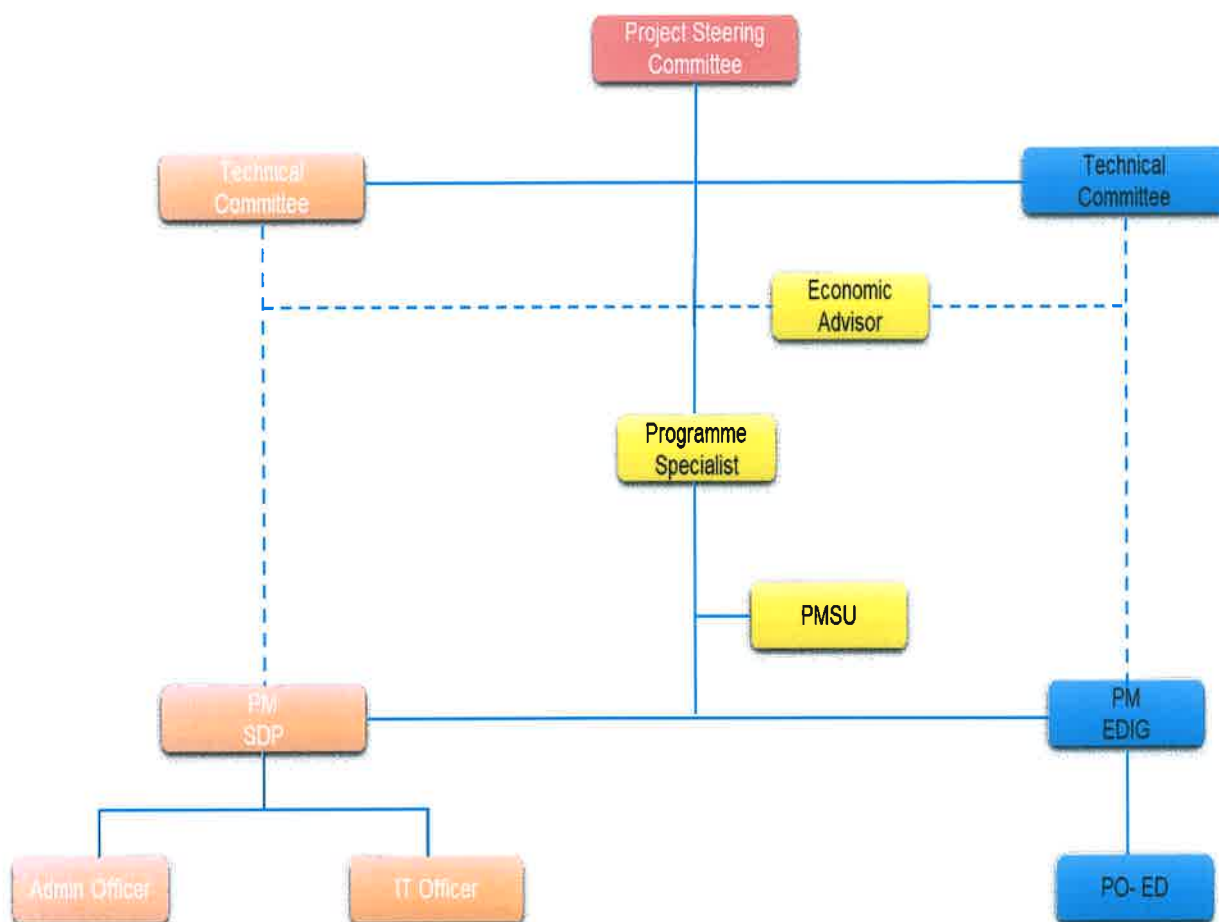 Project Steering
Committee
Technical
Committee
Technical
Committee
Economic
Advisor
Programme
Specialist
PMSU
PM
SDP
PM
EDIG
Admin Officer
IT Officer
PO- ED